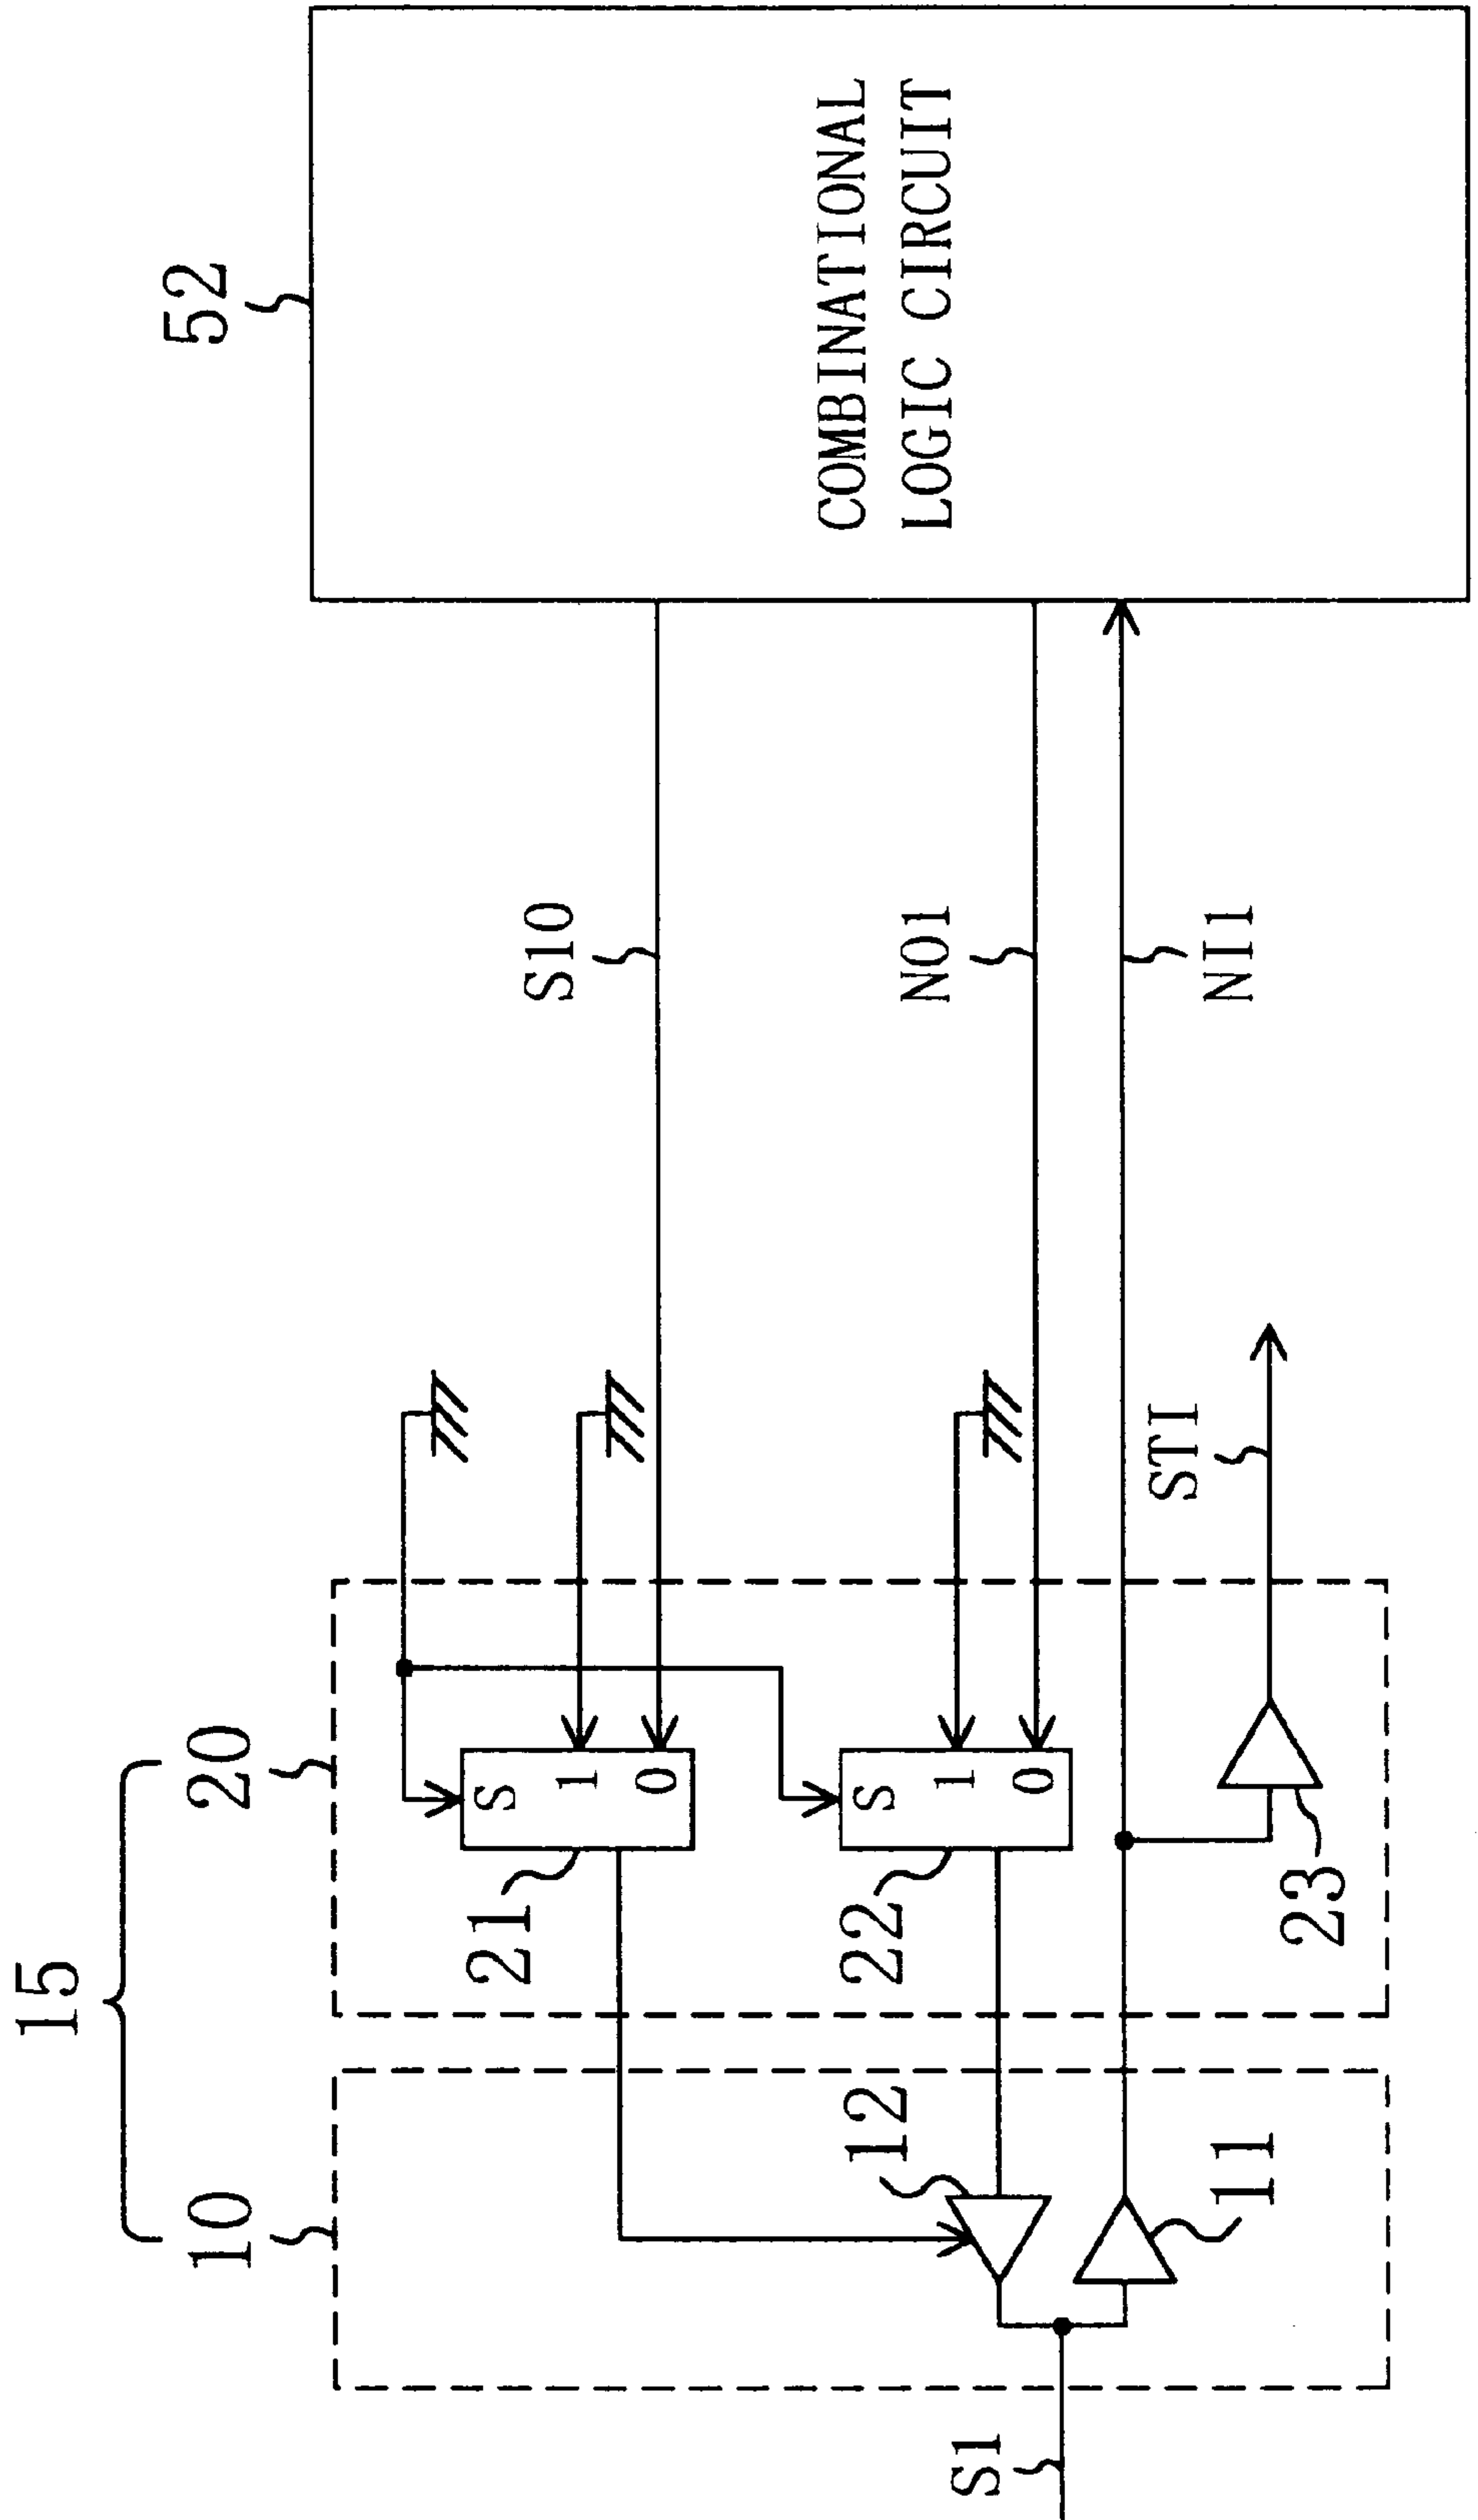 15
10
20
52
21
S
1
0
S10
22
S
1
0
NO1
COMBINATIONAL
LOGIC CIRCUIT
12
S1
11
NI1
STI
23